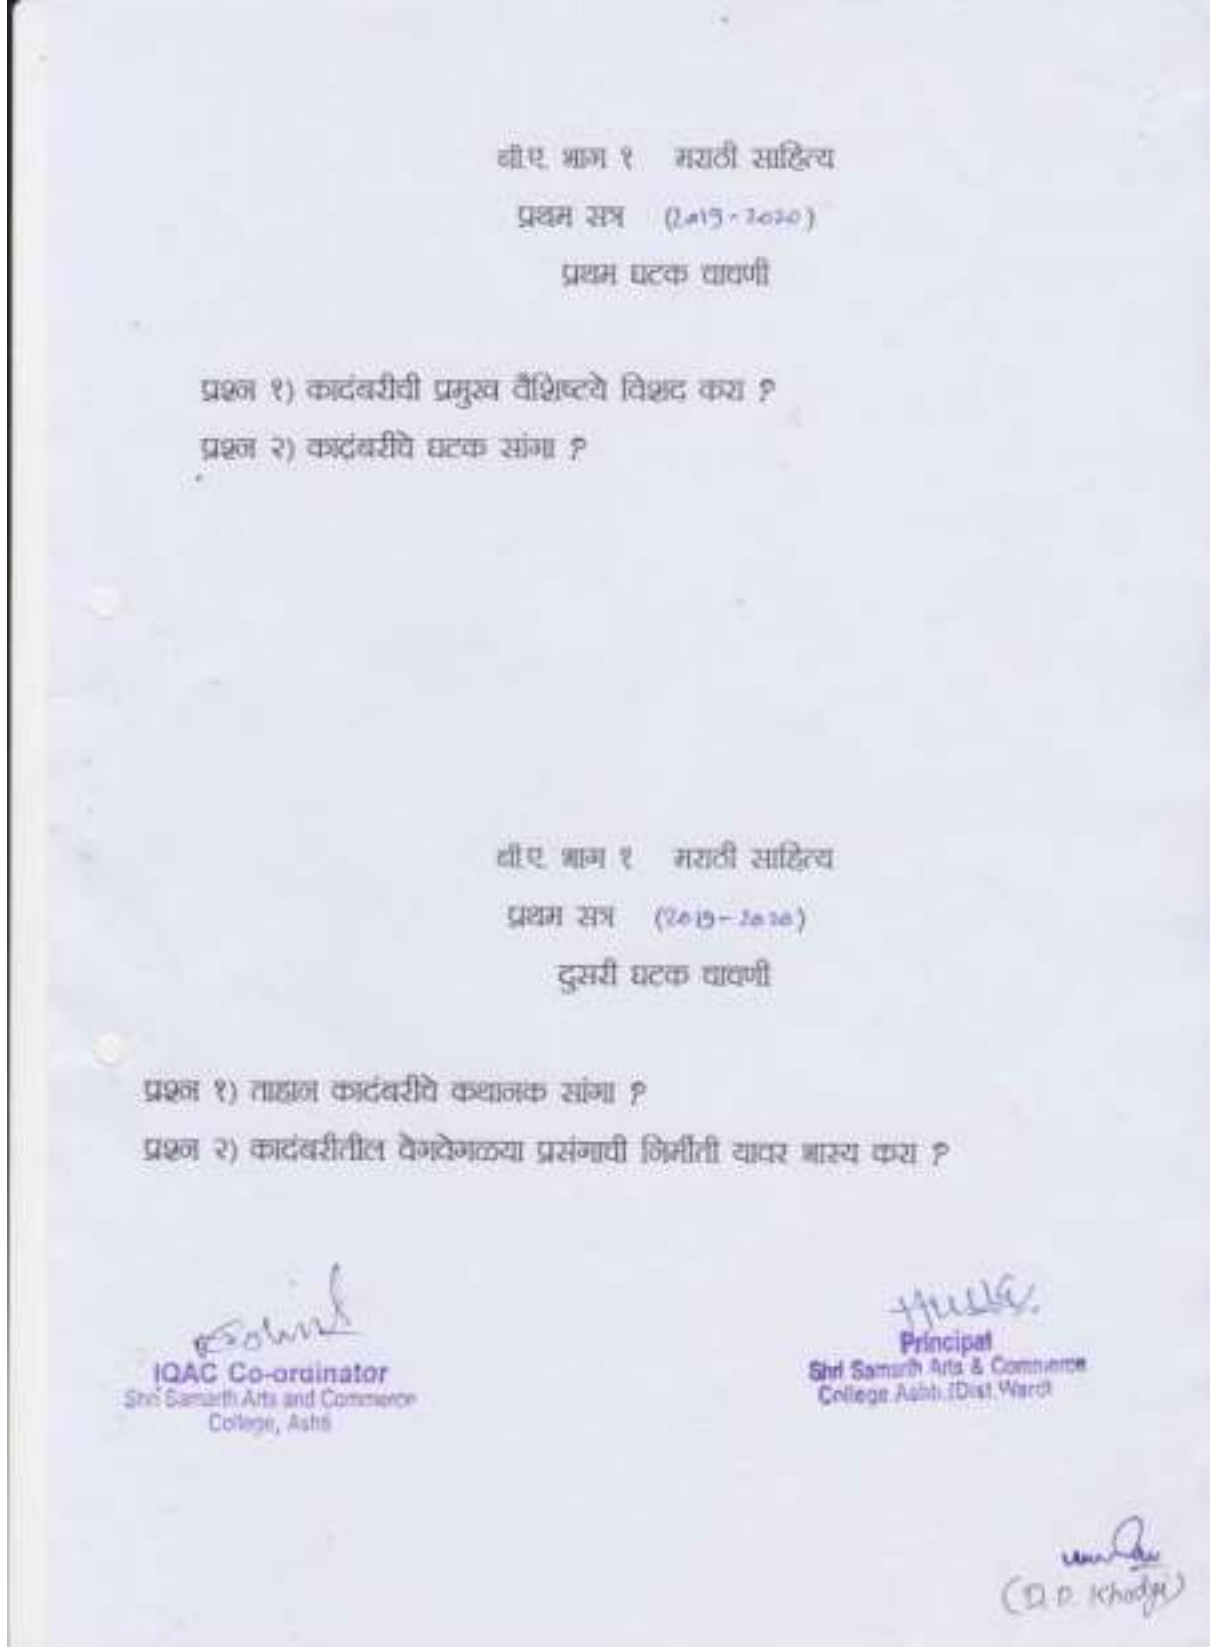 बी.ए. भाग १ मराठी साहित्य
प्रथम सत्र (2019-2020)
प्रथम घटक चाचणी
प्रश्न १) कादंबरीची प्रमुख वैशिष्टये विशद करा ?
प्रश्न २) कादंबरीचे घटक सांगा ?
बी.ए. भाग १ मराठी साहित्य
प्रथम सत्र (2019-2020)
दुसरी घटक चाचणी
प्रश्न १) ताहान कादंबरीचे कथानक सांगा ?
प्रश्न २) कादंबरीतील वेगवेगळया प्रसंगाची निर्मीती यावर भास्य करा ?
IQAC Co-ordinator
Shri Samarth Arts and Commerce
College, Ashti
Principal
Shri Samarth Arts & Commerce
College Ashti (Dist.
(D.D. Khodge)